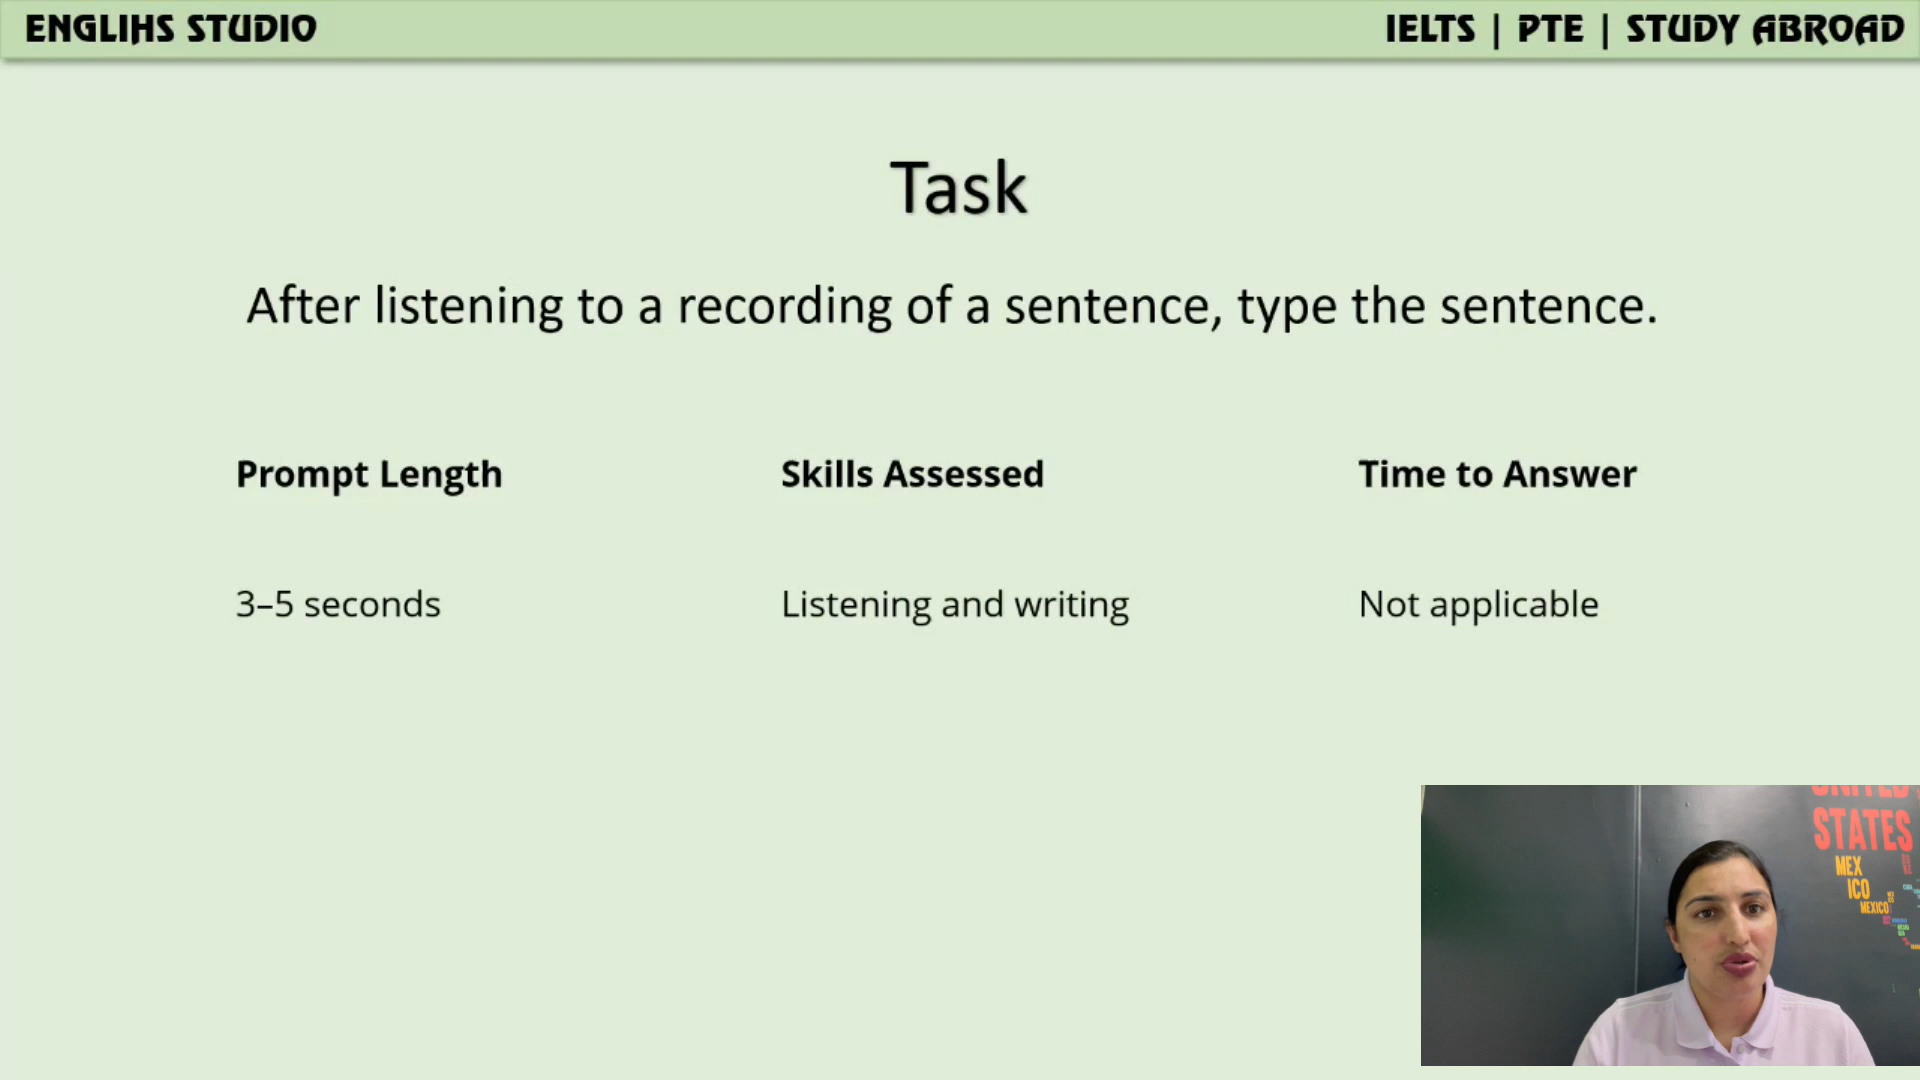 ENGLIHS STUDIO
IELTS | PTE | STUDY ABROAD
Task
After listening to a recording of a sentence, type the sentence.
Prompt Length
Skills Assessed
Time to Answer
3–5 seconds
Listening and writing
Not applicable
UNITED
STATES
MEX
ICO
MEXICO